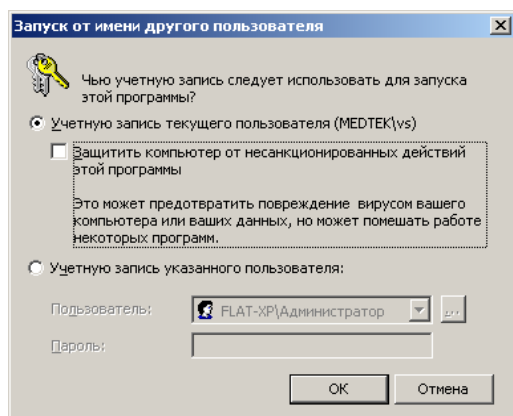 Запуск от имени другого пользователя
Чью учетную запись следует использовать для запуска
этой программы?
Учетную запись текущего пользователя (MEDTEK\vs)
Защитить компьютер от несанкционированных действий
этой программы
Это может предотвратить повреждение вирусом вашего
компьютера или ваших данных, но может помешать работе
некоторых программ.
Учетную запись указанного пользователя:
Пользователь: FLAT-XP\Администратор ...
Пароль:
OK Отмена